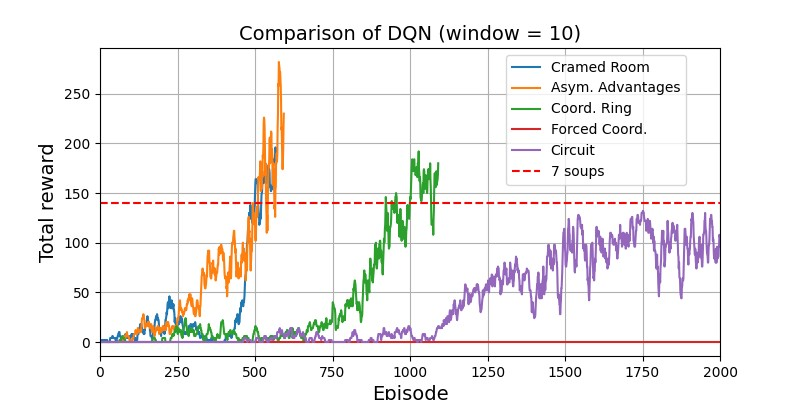 Comparison of DQN (window = 10)
Total reward
250
200
150
100
50
0
Cramed Room
Asym. Advantages
Coord. Ring
Forced Coord.
Circuit
7 soups
0 250 500 750 1000 1250 1500 1750 2000
Episode